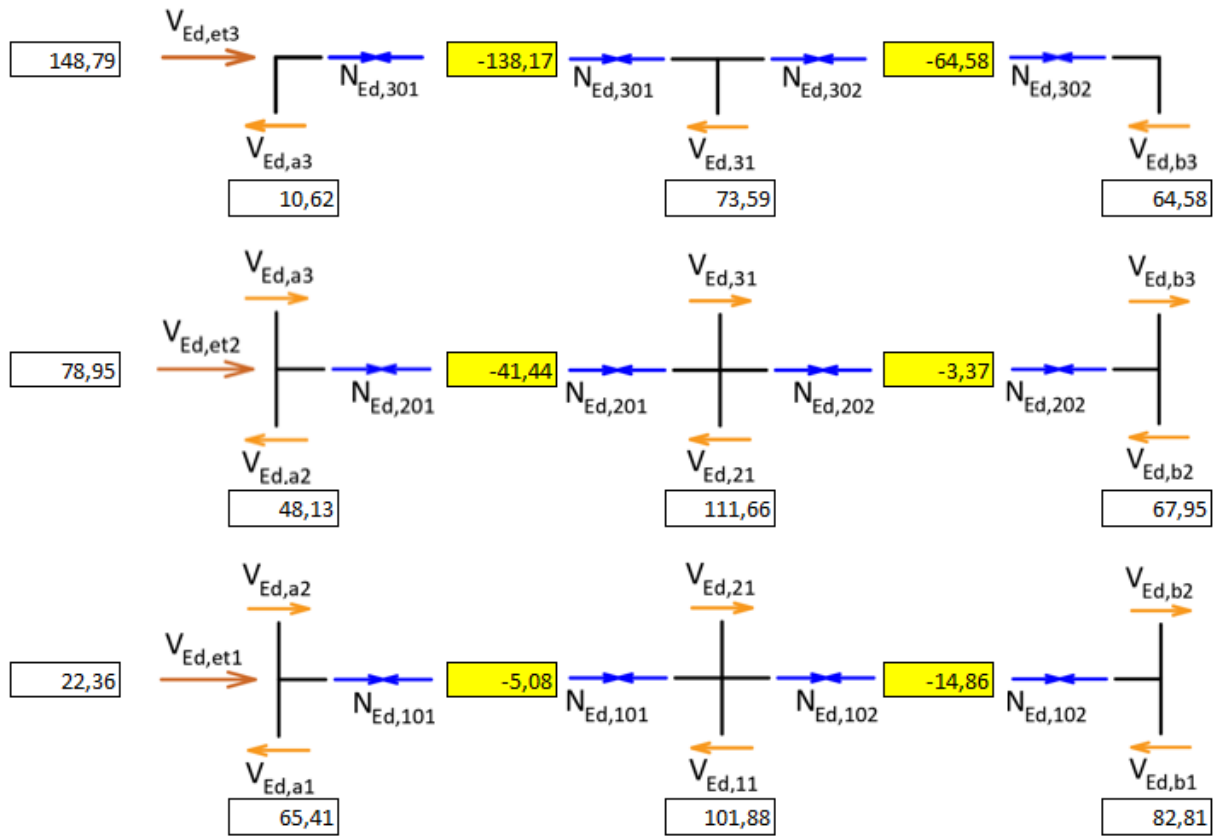 V_Ed,et3
148,79 -138,17 -64,58
N_Ed,301 N_Ed,301 N_Ed,302 N_Ed,302
V_Ed,a3 V_Ed,31 V_Ed,b3
10,62 73,59 64,58
V_Ed,a3 V_Ed,31 V_Ed,b3
V_Ed,et2
78,95 -41,44 -3,37
N_Ed,201 N_Ed,201 N_Ed,202 N_Ed,202
V_Ed,a2 V_Ed,21 V_Ed,b2
48,13 111,66 67,95
V_Ed,a2 V_Ed,21 V_Ed,b2
V_Ed,et1
22,36 -5,08 -14,86
N_Ed,101 N_Ed,101 N_Ed,102 N_Ed,102
V_Ed,a1 V_Ed,11 V_Ed,b1
65,41 101,88 82,81